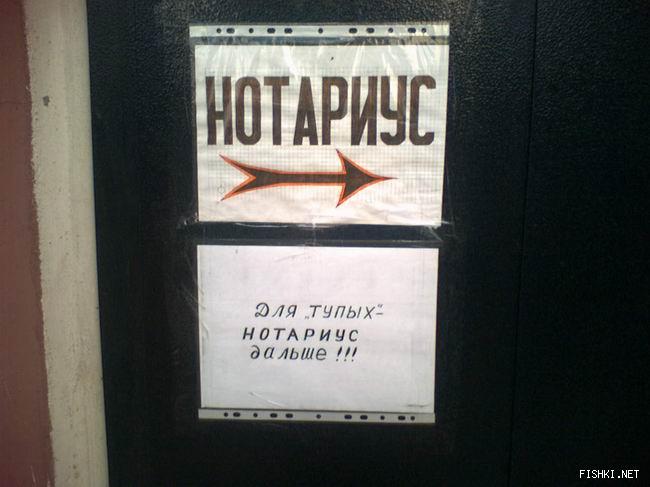 НОТАРИУС
Для „ТУПЫХ“-
НОТАРИУС
дальше !!!
FISHKI.NET